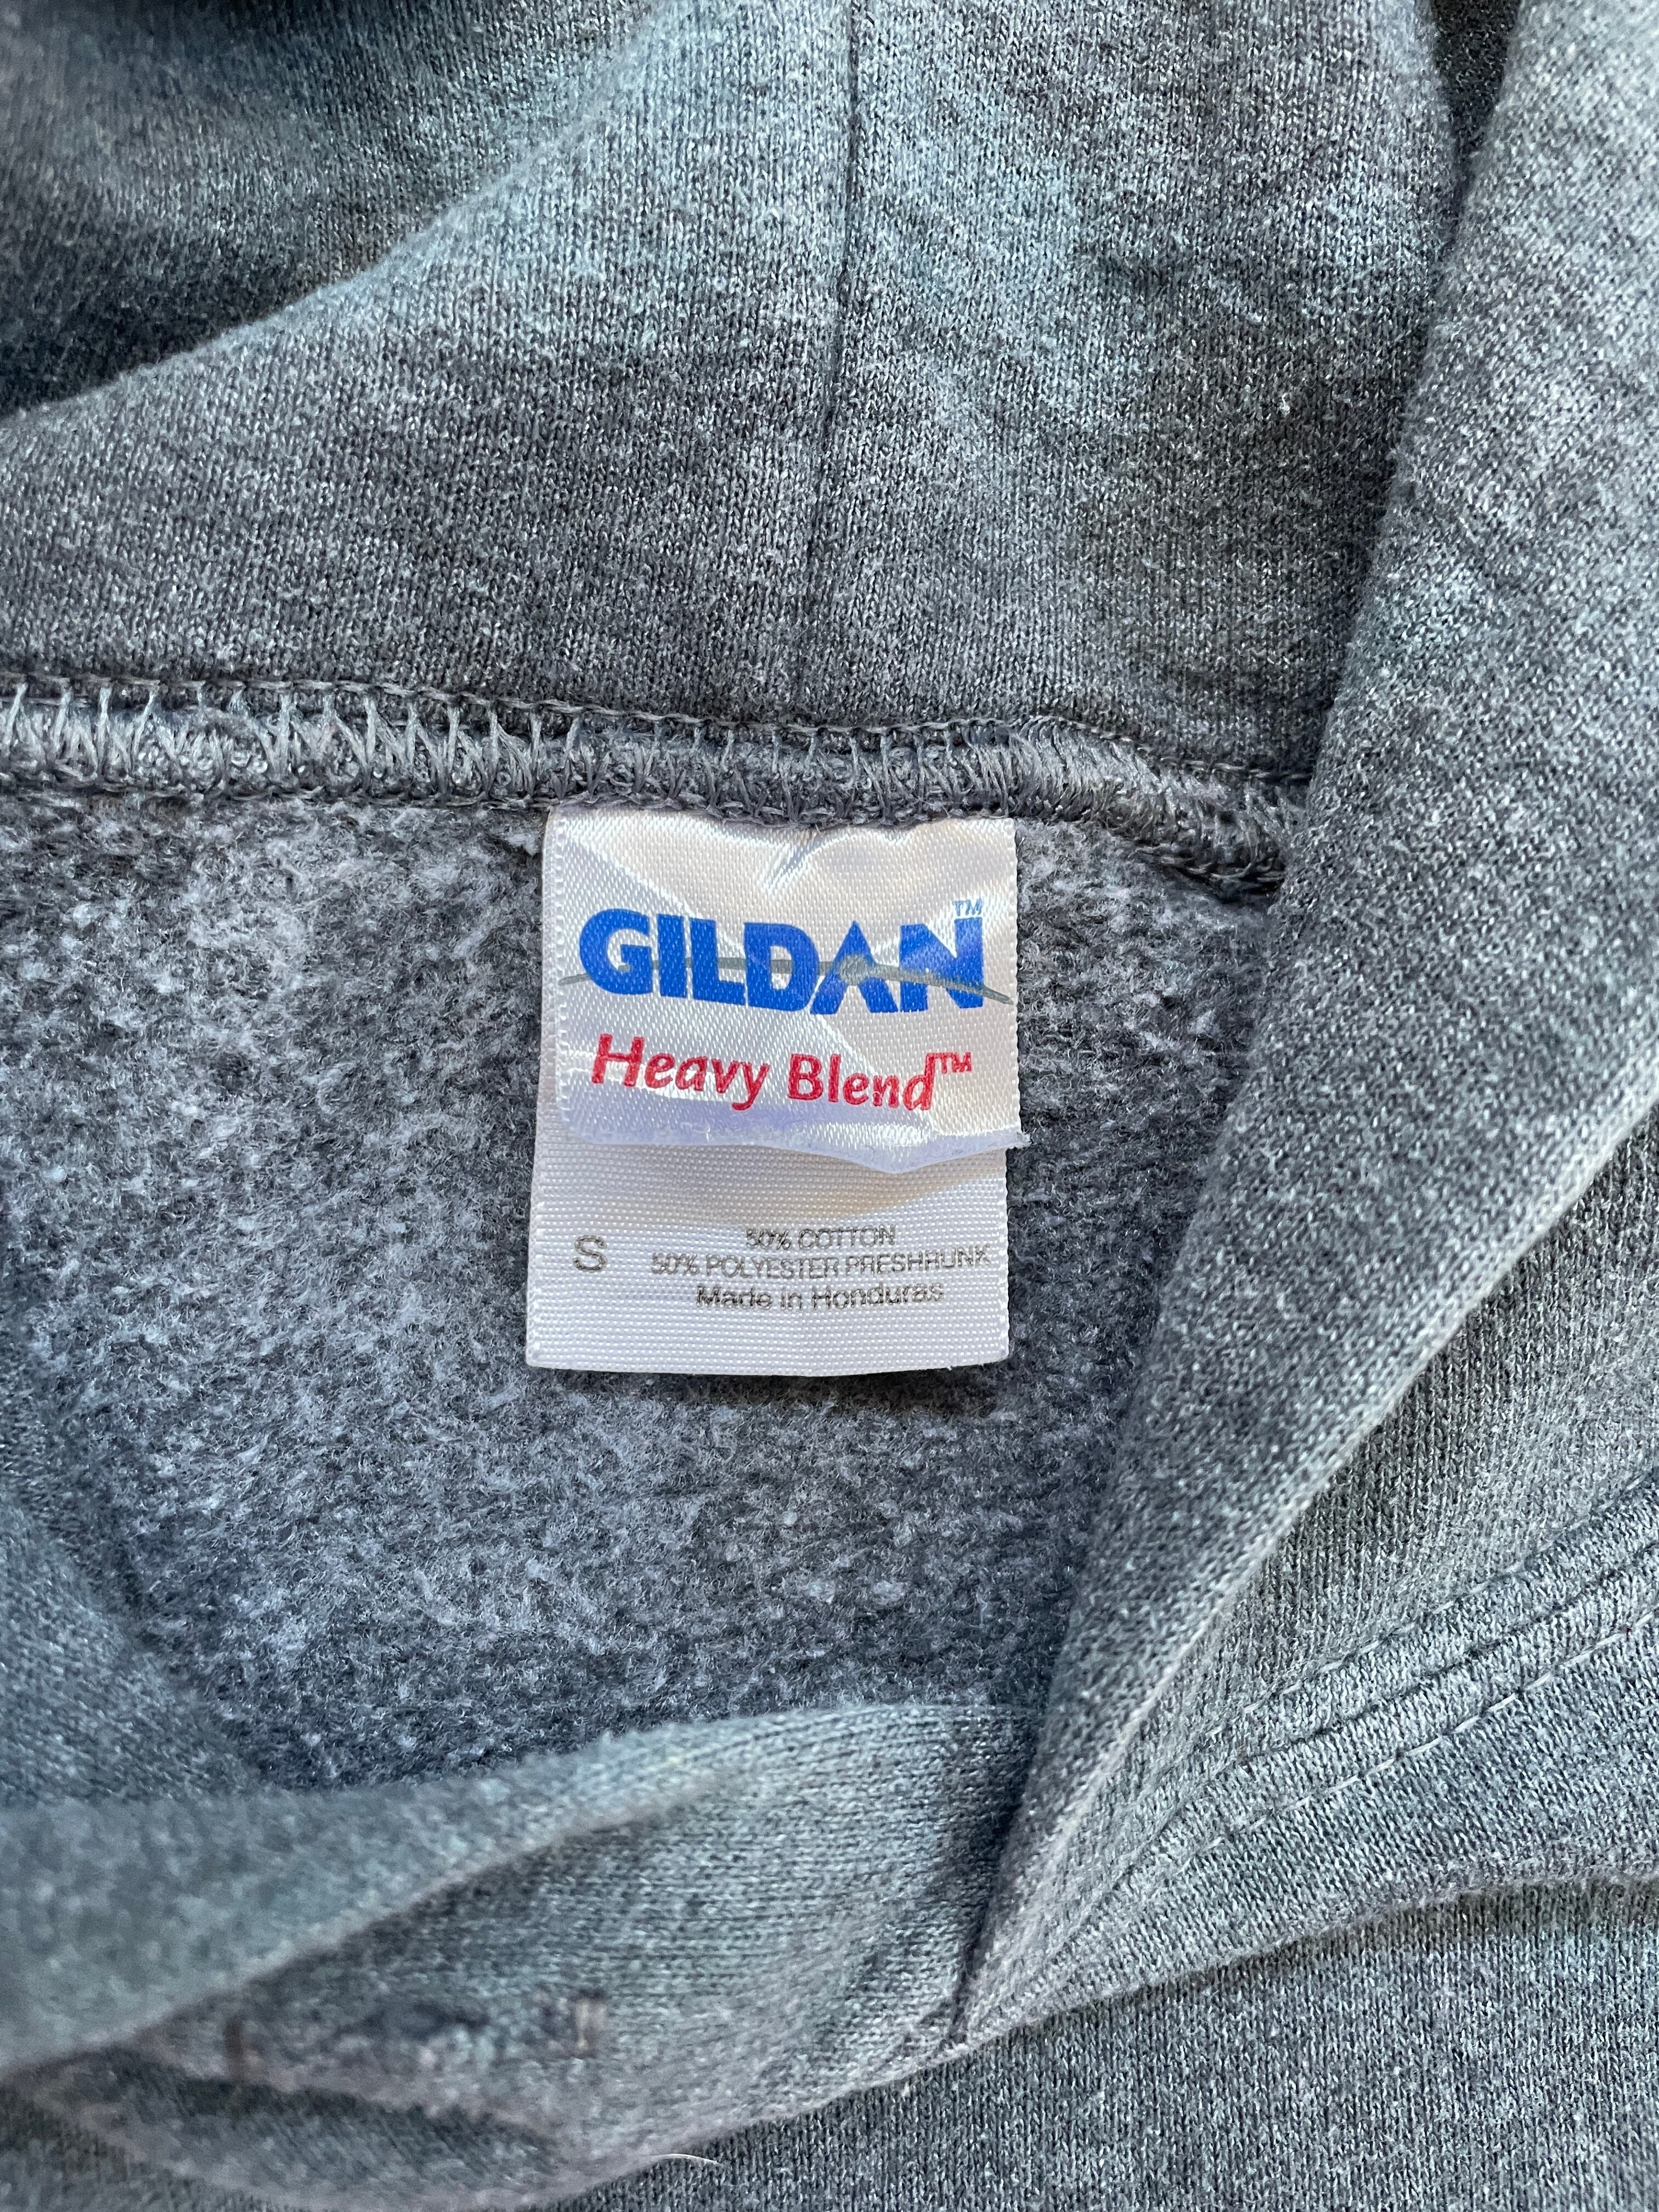 GILDAN™
Heavy Blend™
S
50% COTTON
50% POLYESTER PRESHRUNK
Made in Honduras